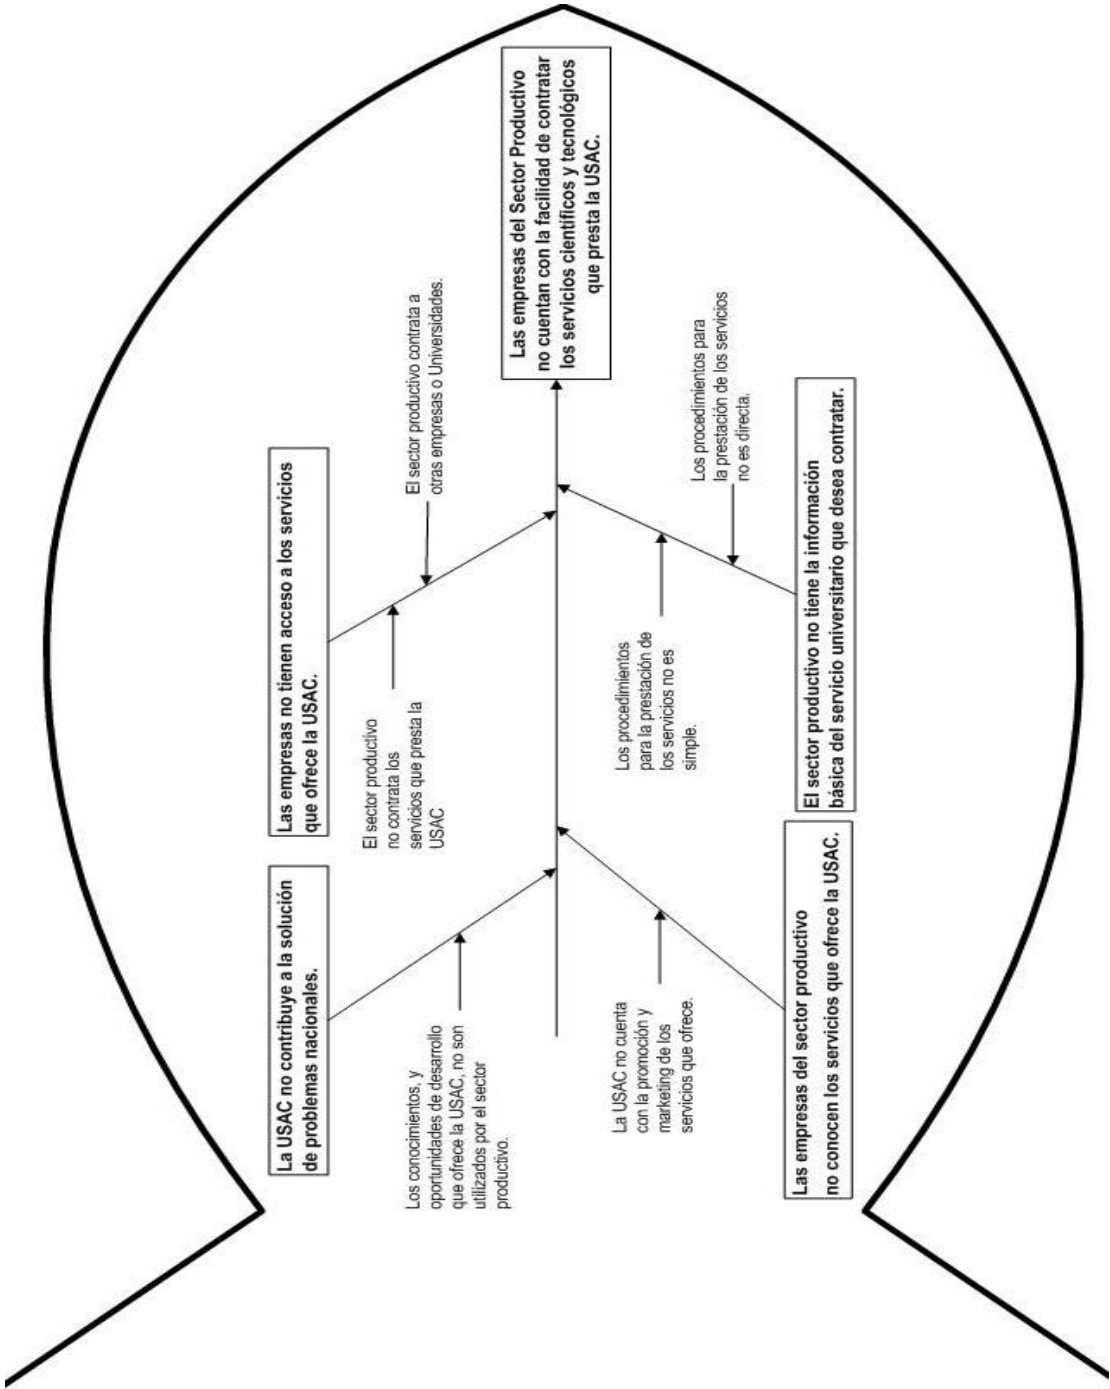 La USAC no contribuye a la solución
de problemas nacionales.
Las empresas no tienen acceso a los servicios
que ofrece la USAC.
Los conocimientos, y
oportunidades de desarrollo
que ofrece la USAC, no son
utilizados por el sector
productivo.
El sector productivo
no contrata los
servicios que presta la
USAC
El sector productivo contrata a
otras empresas o Universidades.
Las empresas del Sector Productivo
no cuentan con la facilidad de contratar
los servicios científicos y tecnológicos
que presta la USAC.
La USAC no cuenta
con la promoción y
marketing de los
servicios que ofrece.
Los procedimientos
para la prestación de
los servicios no es
simple.
Los procedimientos para
la prestación de los servicios
no es directa.
Las empresas del sector productivo
no conocen los servicios que ofrece la USAC.
El sector productivo no tiene la información
básica del servicio universitario que desea contratar.